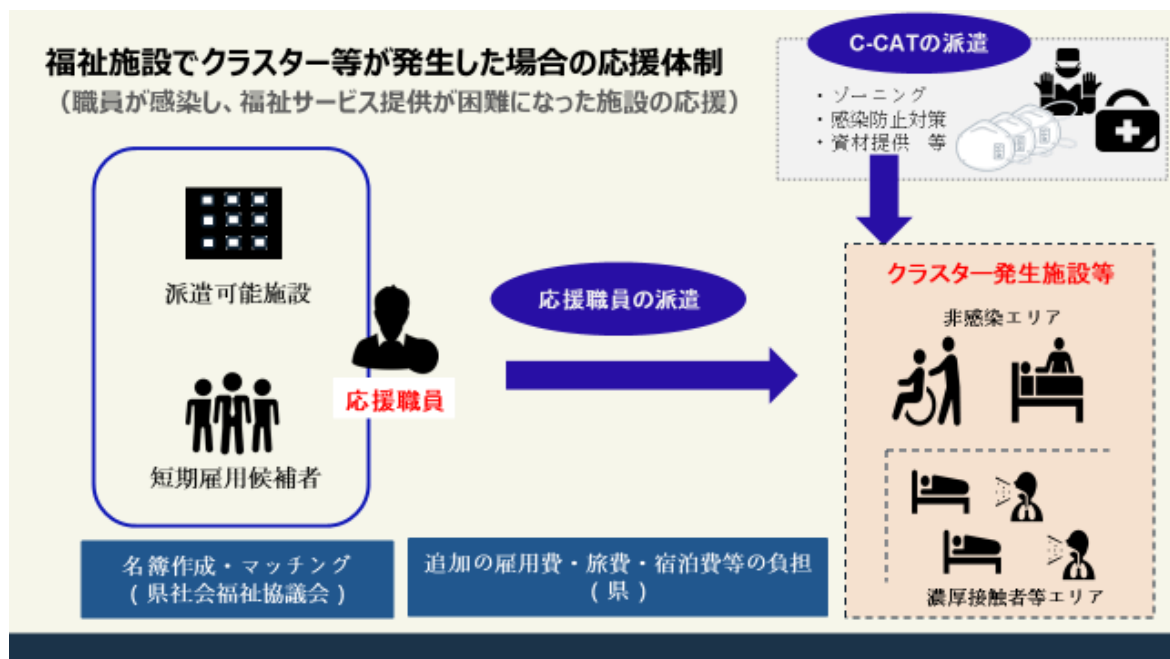 福祉施設でクラスター等が発生した場合の応援体制
（職員が感染し、福祉サービス提供が困難になった施設の応援）
C-CATの派遣
・ゾーニング
・感染防止対策
・資材提供　等
派遣可能施設
応援職員
短期雇用候補者
応援職員の派遣
クラスター発生施設等
非感染エリア
濃厚接触者等エリア
名簿作成・マッチング
( 県社会福祉協議会 )
追加の雇用費・旅費・宿泊費等の負担
( 県 )